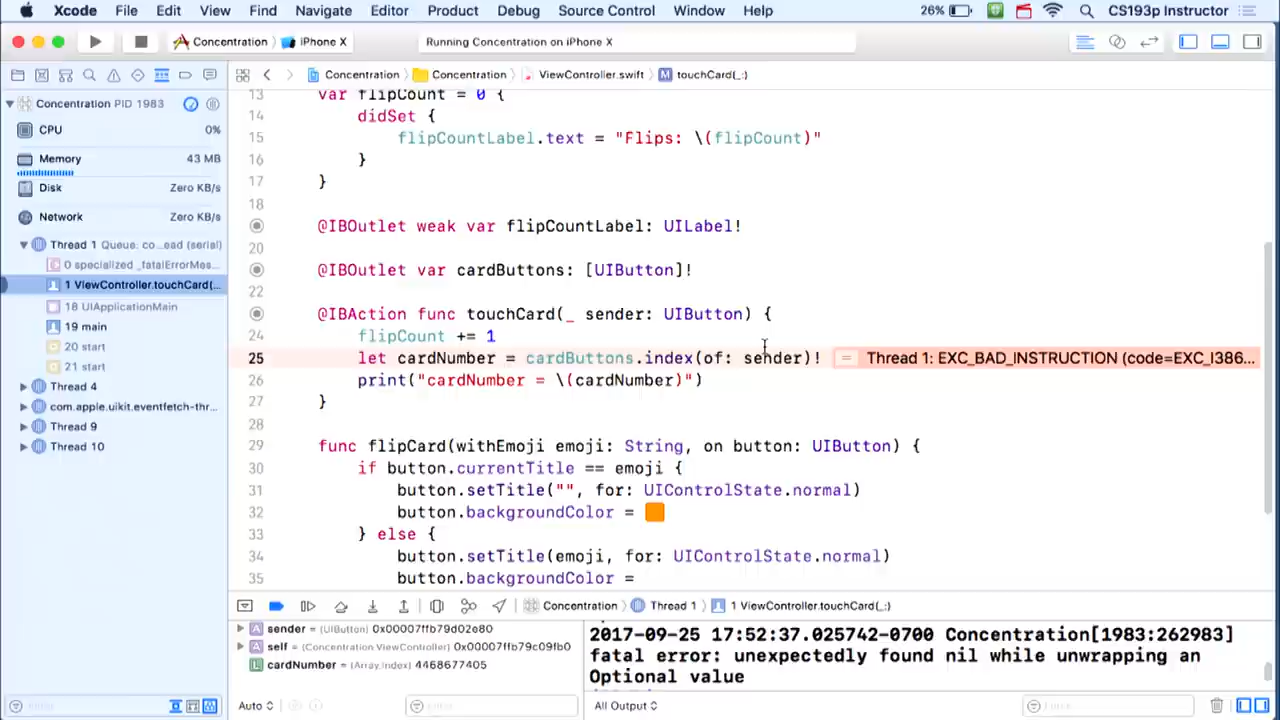 Xcode File Edit View Find Navigate Editor Product Debug Source Control Window Help 26% CS193p Instructor
Concentration iPhone X Running Concentration on iPhone X
Concentration Concentration ViewController.swift touchCard(_:)
Concentration PID 1983
CPU 0%
Memory 43 MB
Disk Zero KB/s
Network Zero KB/s
Thread 1 Queue: co...ead (serial)
0 specialized _fatalErrorMes...
1 ViewController.touchCard(...
18 UIApplicationMain
19 main
20 start
21 start
Thread 4
com.apple.uikit.eventfetch-thr...
Thread 9
Thread 10
13 var flipCount = 0 {
14 didSet {
15 flipCountLabel.text = "Flips: \(flipCount)"
16 }
17 }
18
@IBOutlet weak var flipCountLabel: UILabel!
20
@IBOutlet var cardButtons: [UIButton]!
22
@IBAction func touchCard(_ sender: UIButton) {
24 flipCount += 1
25 let cardNumber = cardButtons.index(of: sender)! = Thread 1: EXC_BAD_INSTRUCTION (code=EXC_I386...
26 print("cardNumber = \(cardNumber)")
27 }
28
29 func flipCard(withEmoji emoji: String, on button: UIButton) {
30 if button.currentTitle == emoji {
31 button.setTitle("", for: UIControlState.normal)
32 button.backgroundColor =
33 } else {
34 button.setTitle(emoji, for: UIControlState.normal)
35 button.backgroundColor =
Concentration Thread 1 1 ViewController.touchCard(_:)
sender = (UIButton) 0x00007ffb79d02e80
self = (Concentration.ViewController) 0x00007ffb79c09fb0
cardNumber = (Array.Index) 4468677405
2017-09-25 17:52:37.025742-0700 Concentration[1983:262983]
fatal error: unexpectedly found nil while unwrapping an
Optional value
Auto
All Output